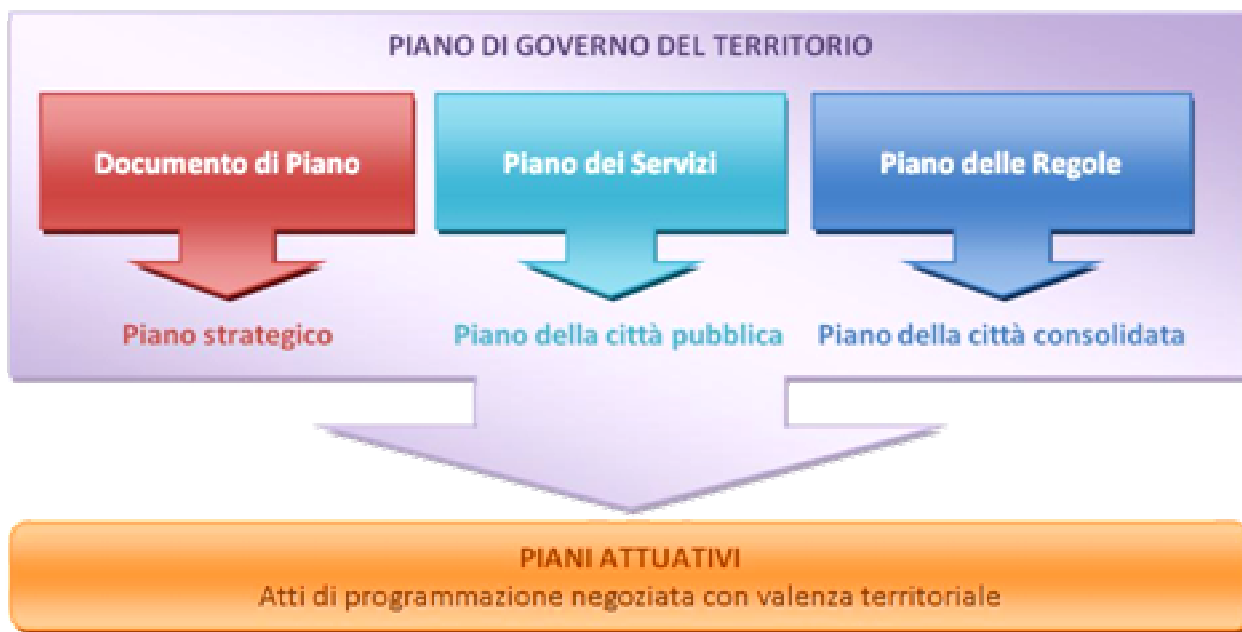 PIANO DI GOVERNO DEL TERRITORIO
Documento di Piano
Piano dei Servizi
Piano delle Regole
Piano strategico
Piano della città pubblica
Piano della città consolidata
PIANI ATTUATIVI
Atti di programmazione negoziata con valenza territoriale